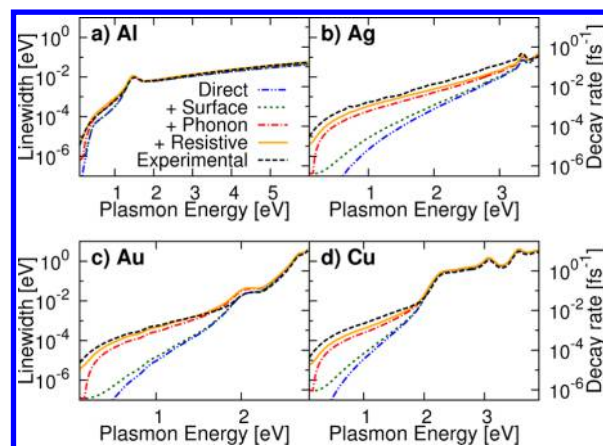 a) Al
b) Ag
Linewidth [eV]
10^0
10^-2
10^-4
10^-6
Direct
+ Surface
+ Phonon
+ Resistive
Experimental
10^-1
10^-2
10^-4
10^-6
Decay rate [fs^-1]
1 2 3 4 5
1 2 3
Plasmon Energy [eV]
Plasmon Energy [eV]
c) Au
d) Cu
Linewidth [eV]
10^0
10^-2
10^-4
10^-6
10^-1
10^-2
10^-4
10^-6
Decay rate [fs^-1]
1 2
1 2 3
Plasmon Energy [eV]
Plasmon Energy [eV]